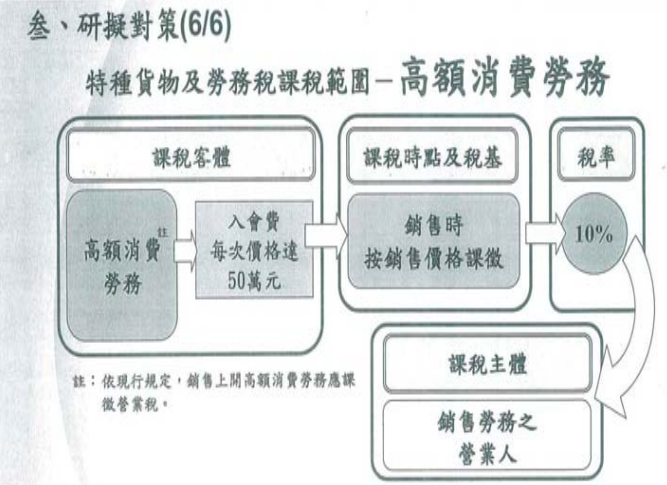 叁、研擬對策(6/6)
特種貨物及勞務稅課稅範圍－高額消費勞務
課稅客體
高額消費註
勞務
入會費
每次價格達
50萬元
課稅時點及稅基
銷售時
按銷售價格課徵
稅率
10%
課稅主體
銷售勞務之
營業人
註：依現行規定，銷售上開高額消費勞務應課
徵營業稅。